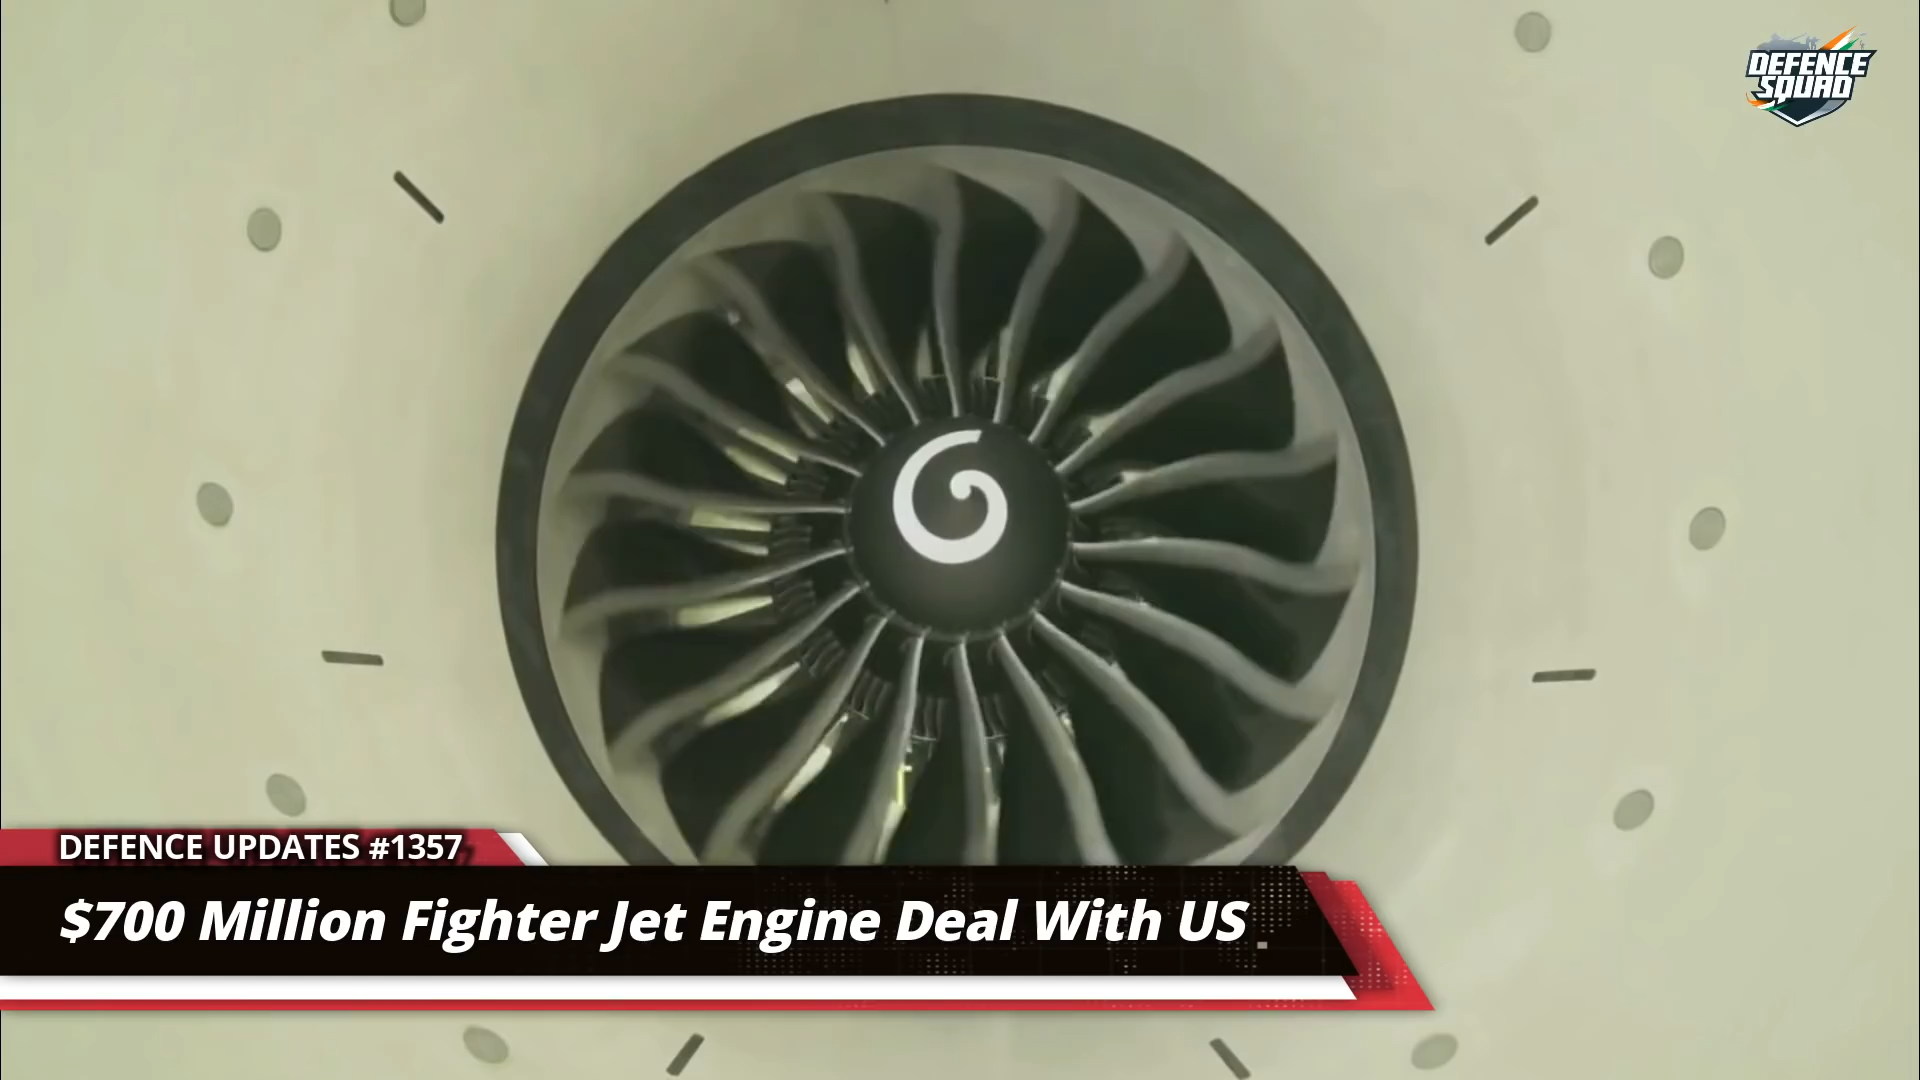 DEFENCE
SQUAD
DEFENCE UPDATES #1357
$700 Million Fighter Jet Engine Deal With US